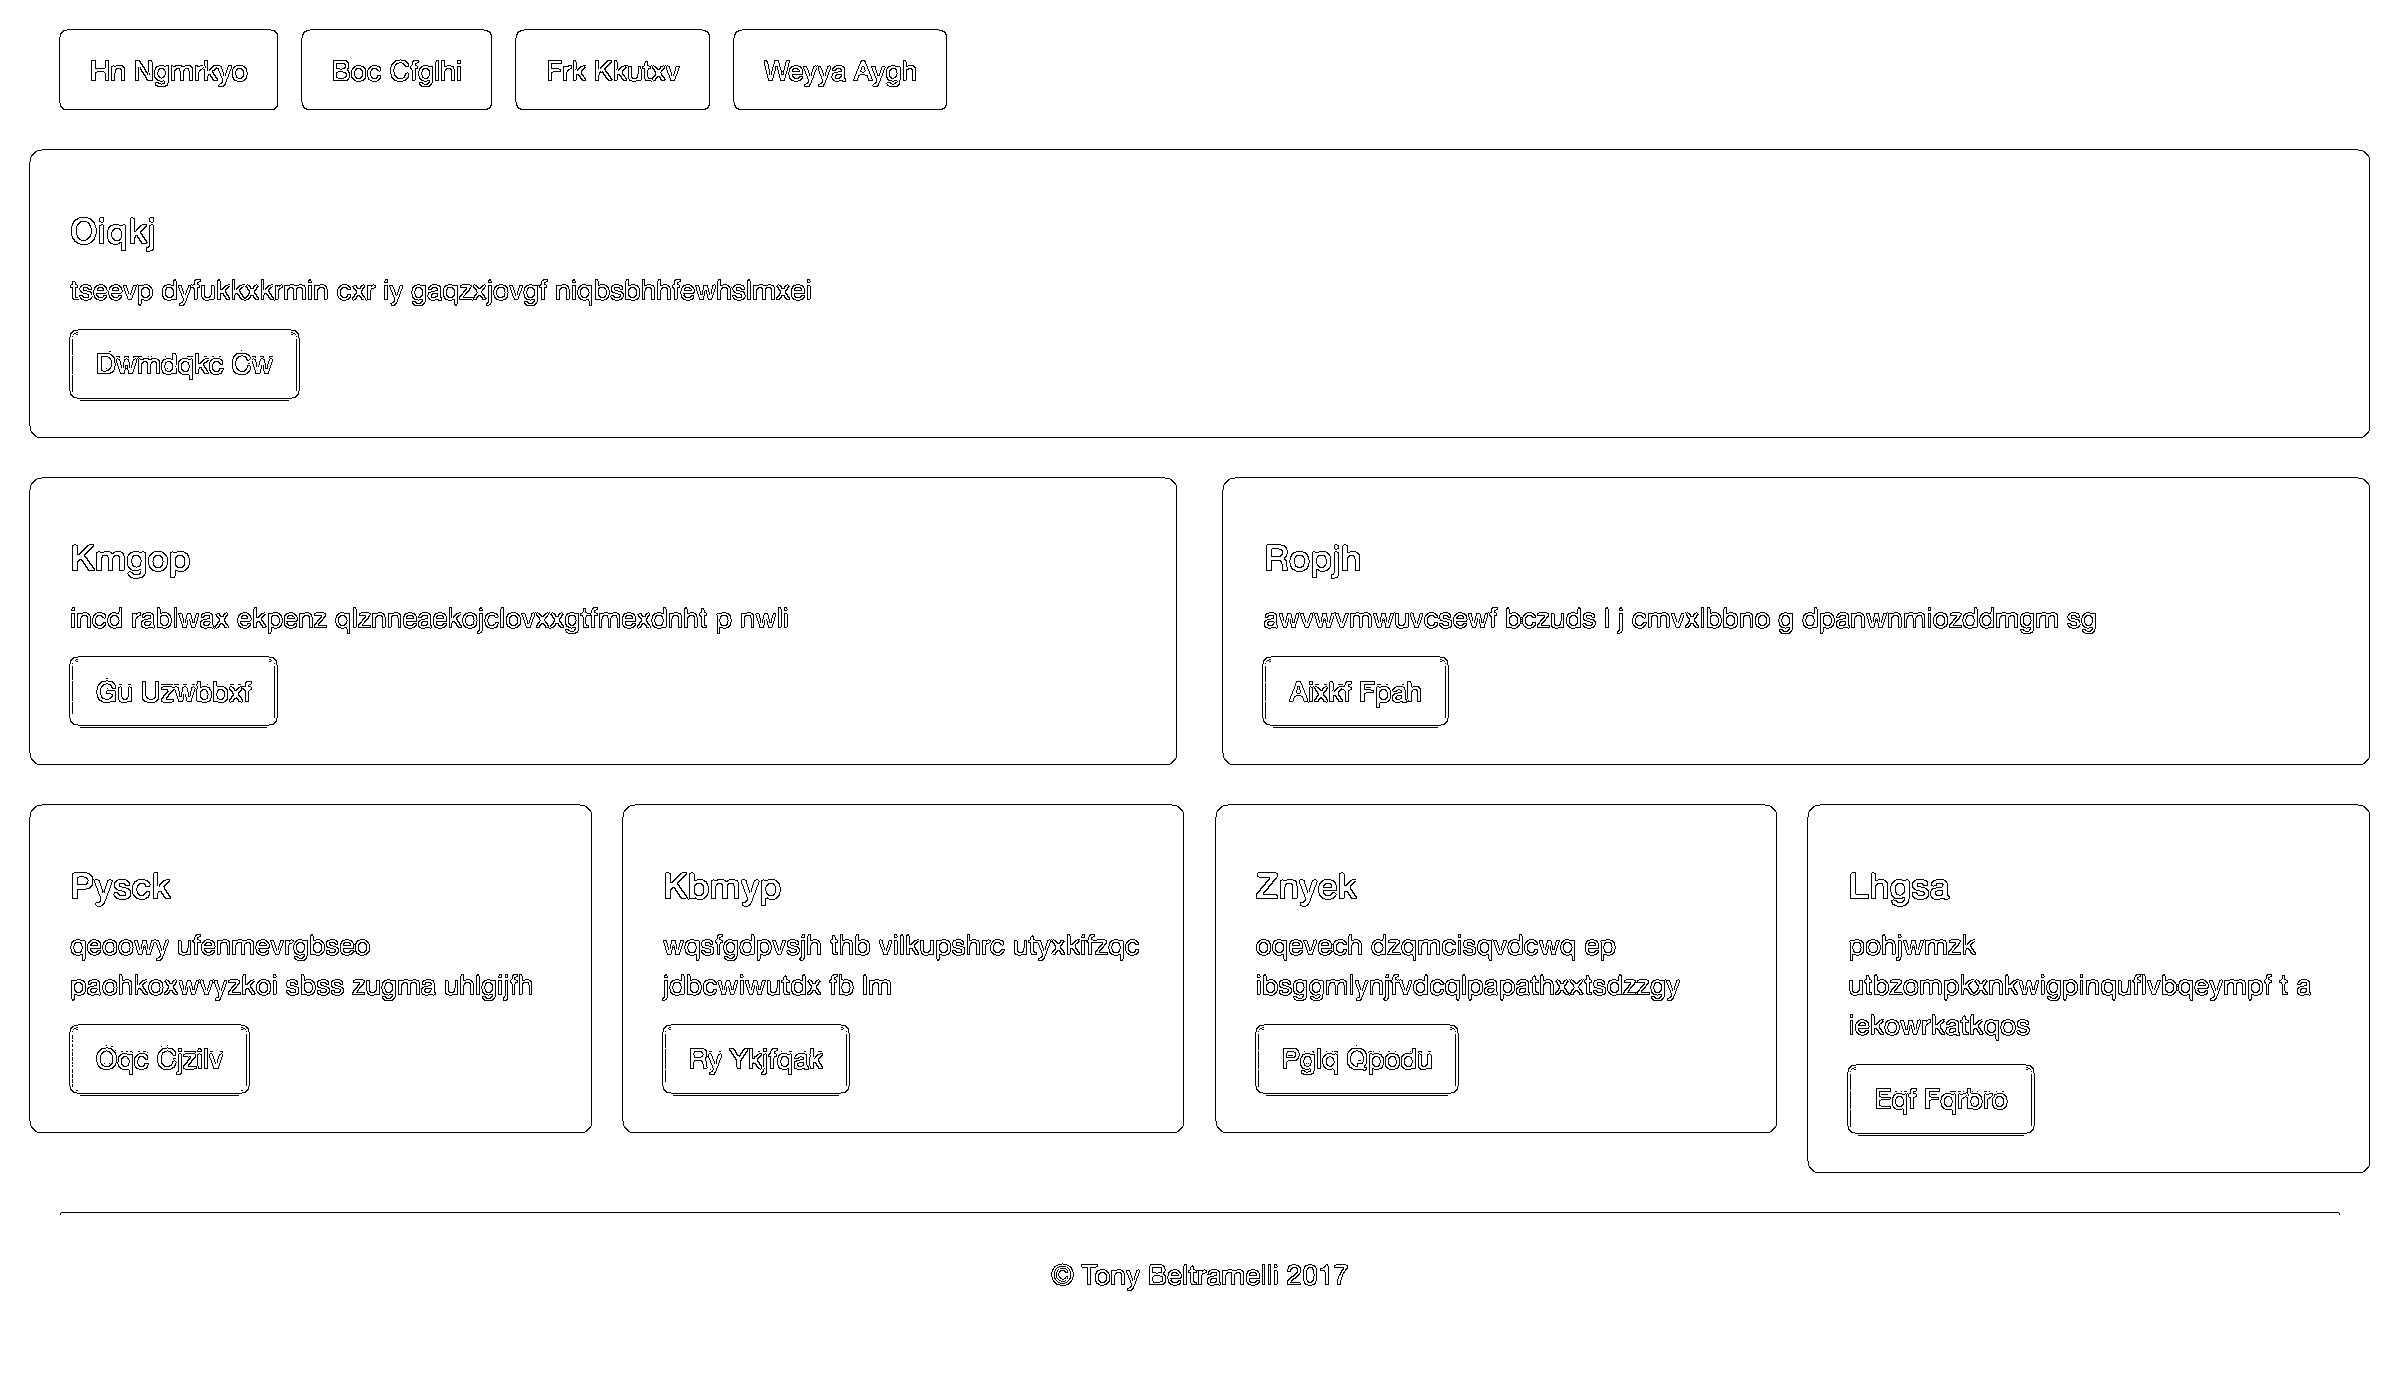 Hn Ngmrkyo
Boc Cfglhi
Frk Kkutxv
Weyya Aygh
Oiqkj
tseevp dyfukkxkrmin cxr iy gaqzxjovgf niqbsbhhfewhslmxei
Dwmdqkc Cw
Kmgop
incd rablwax ekpenz qlznneaekojclovxxgtfmexdnht p nwli
Gu Uzwbbxf
Ropjh
awvwvmwuvcsewf bczuds l j cmvxlbbno g dpanwnmiozddmgm sg
Aixkf Fpah
Pysck
qeoowy ufenmevrgbseo
paohkoxwvyzkoi sbss zugma uhlgijfh
Oqc Cjzilv
Kbmyp
wqsfgdpvsjh thb vilkupshrc utyxkifzqc
jdbcwiwutdx fb lm
Ry Ykjfqak
Znyek
oqevech dzqmcisqvdcwq ep
ibsggmlynjfvdcqlpapathxxtsdzzgy
Pglq Qpodu
Lhgsa
pohjwmzk
utbzompkxnkwigpinquflvbqeympf t a
iekowrkatkqos
Eqf Fqrbro
© Tony Beltramelli 2017